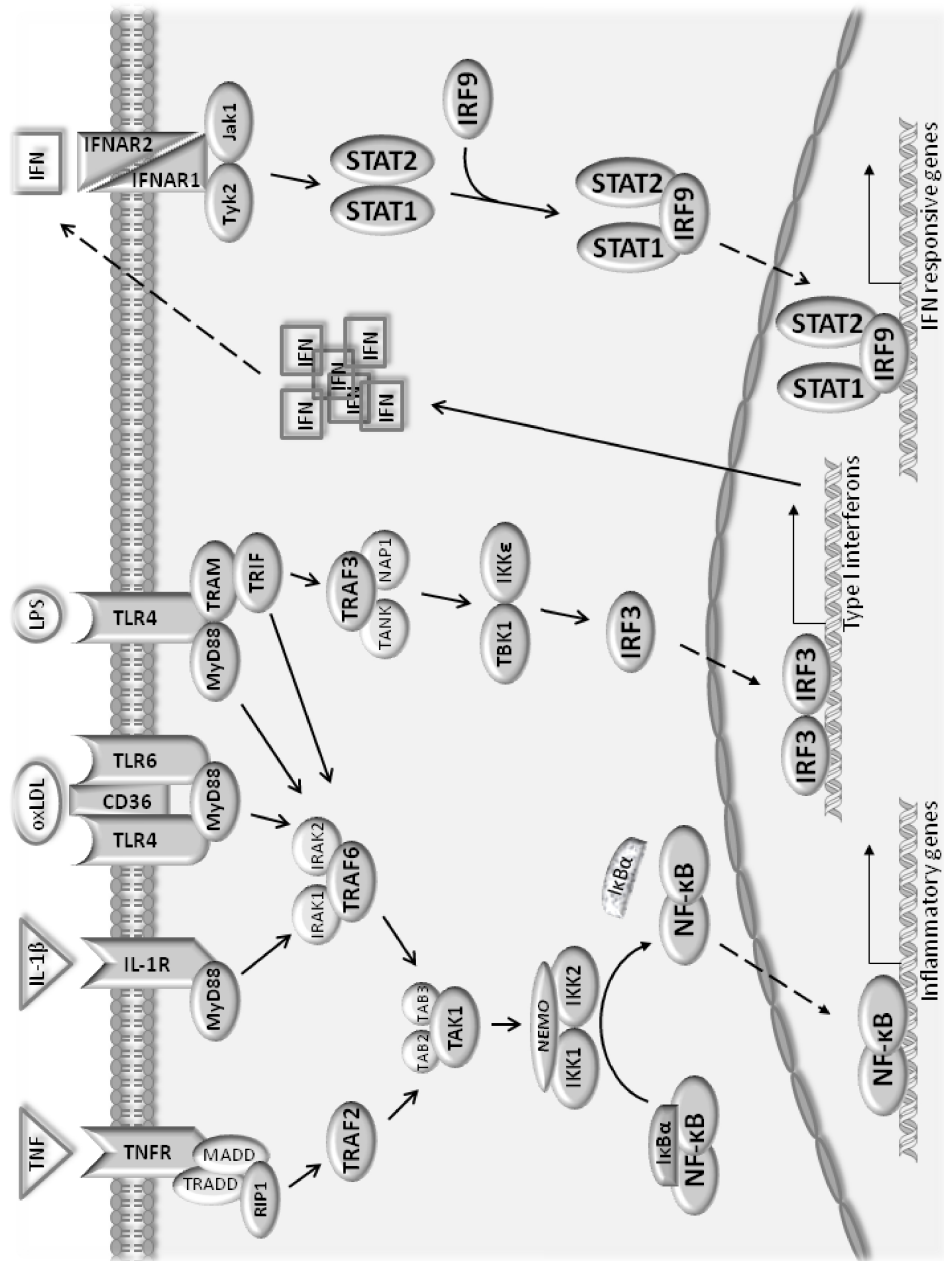 TNF
IL-1β
oxLDL
LPS
IFN
TNFR
MADD
TRADD
RIP1
IL-1R
MyD88
TLR4
CD36
TLR6
MyD88
TLR4
MyD88
TRAM
TRIF
IFNAR2
IFNAR1
Tyk2
Jak1
TRAF2
IRAK1
IRAK2
TRAF6
TRAF3
TANK
NAP1
IFN
IFN
IFN
IFN
IFN
IFN
STAT2
STAT1
IRF9
TAB2
TAB3
TAK1
TBK1
IKKε
NEMO
IKK1
IKK2
IRF3
STAT1
STAT2
IRF9
IκBα
NF-κB
IκBα
NF-κB
NF-κB
Inflammatory genes
IRF3
IRF3
Type I interferons
STAT1
STAT2
IRF9
IFN responsive genes